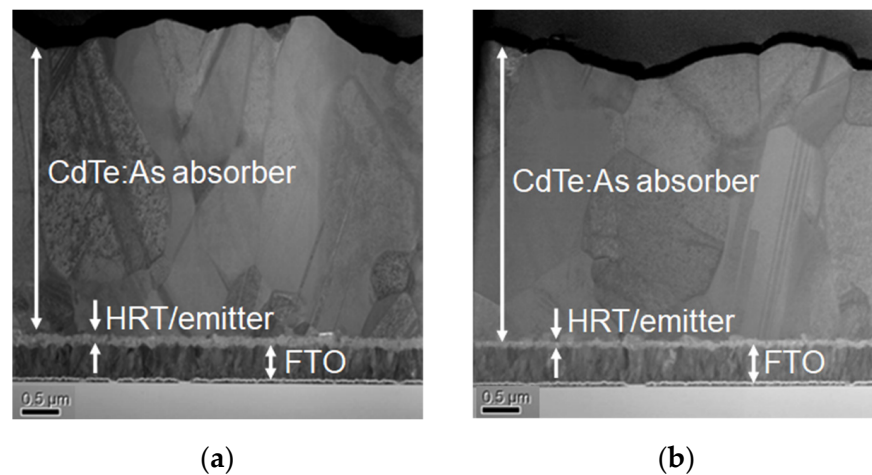 CdTe:As absorber
HRT/emitter
FTO
0.5 µm
(a)
CdTe:As absorber
HRT/emitter
FTO
0.5 µm
(b)